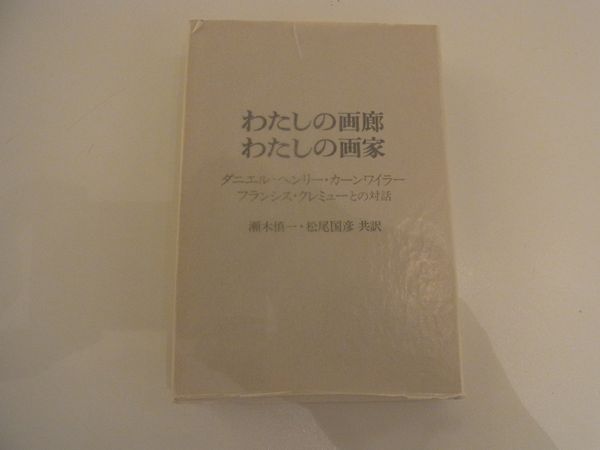 わたしの画廊
わたしの画家
ダニエル・ヘンリー・カーンワイラー
フランシス・クレミューとの対話
瀬木慎一・松尾国彦 共訳